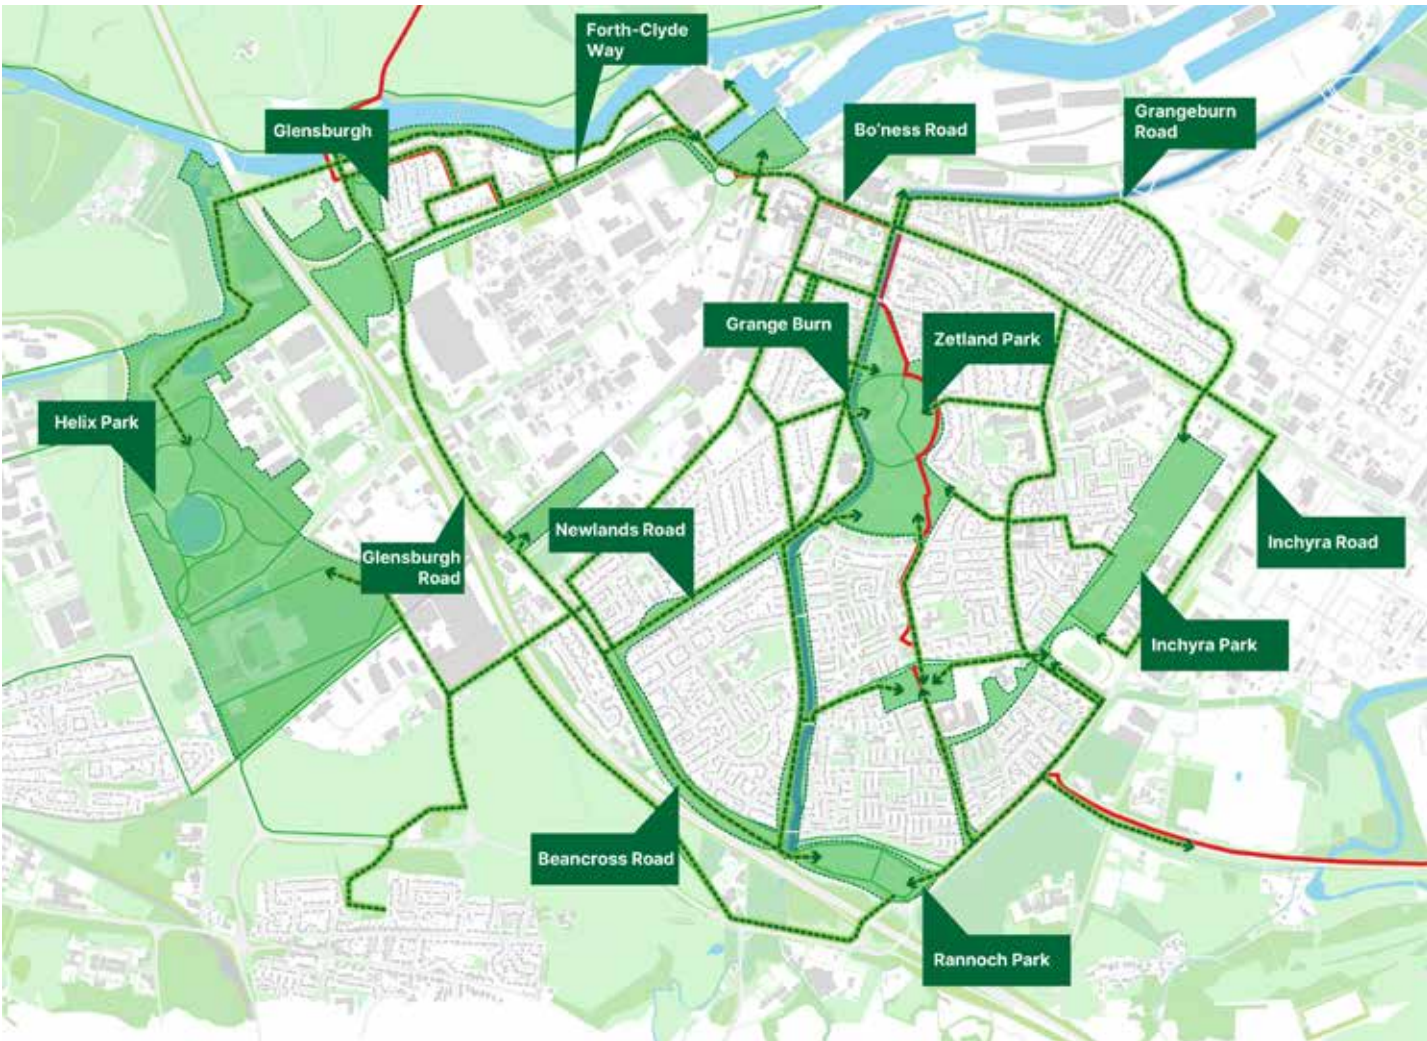 Forth-Clyde
Way
Glensburgh
Bo'ness Road
Grangeburn
Road
Grange Burn
Zetland Park
Helix Park
Newlands Road
Glensburgh
Road
Inchyra Road
Inchyra Park
Beancross Road
Rannoch Park